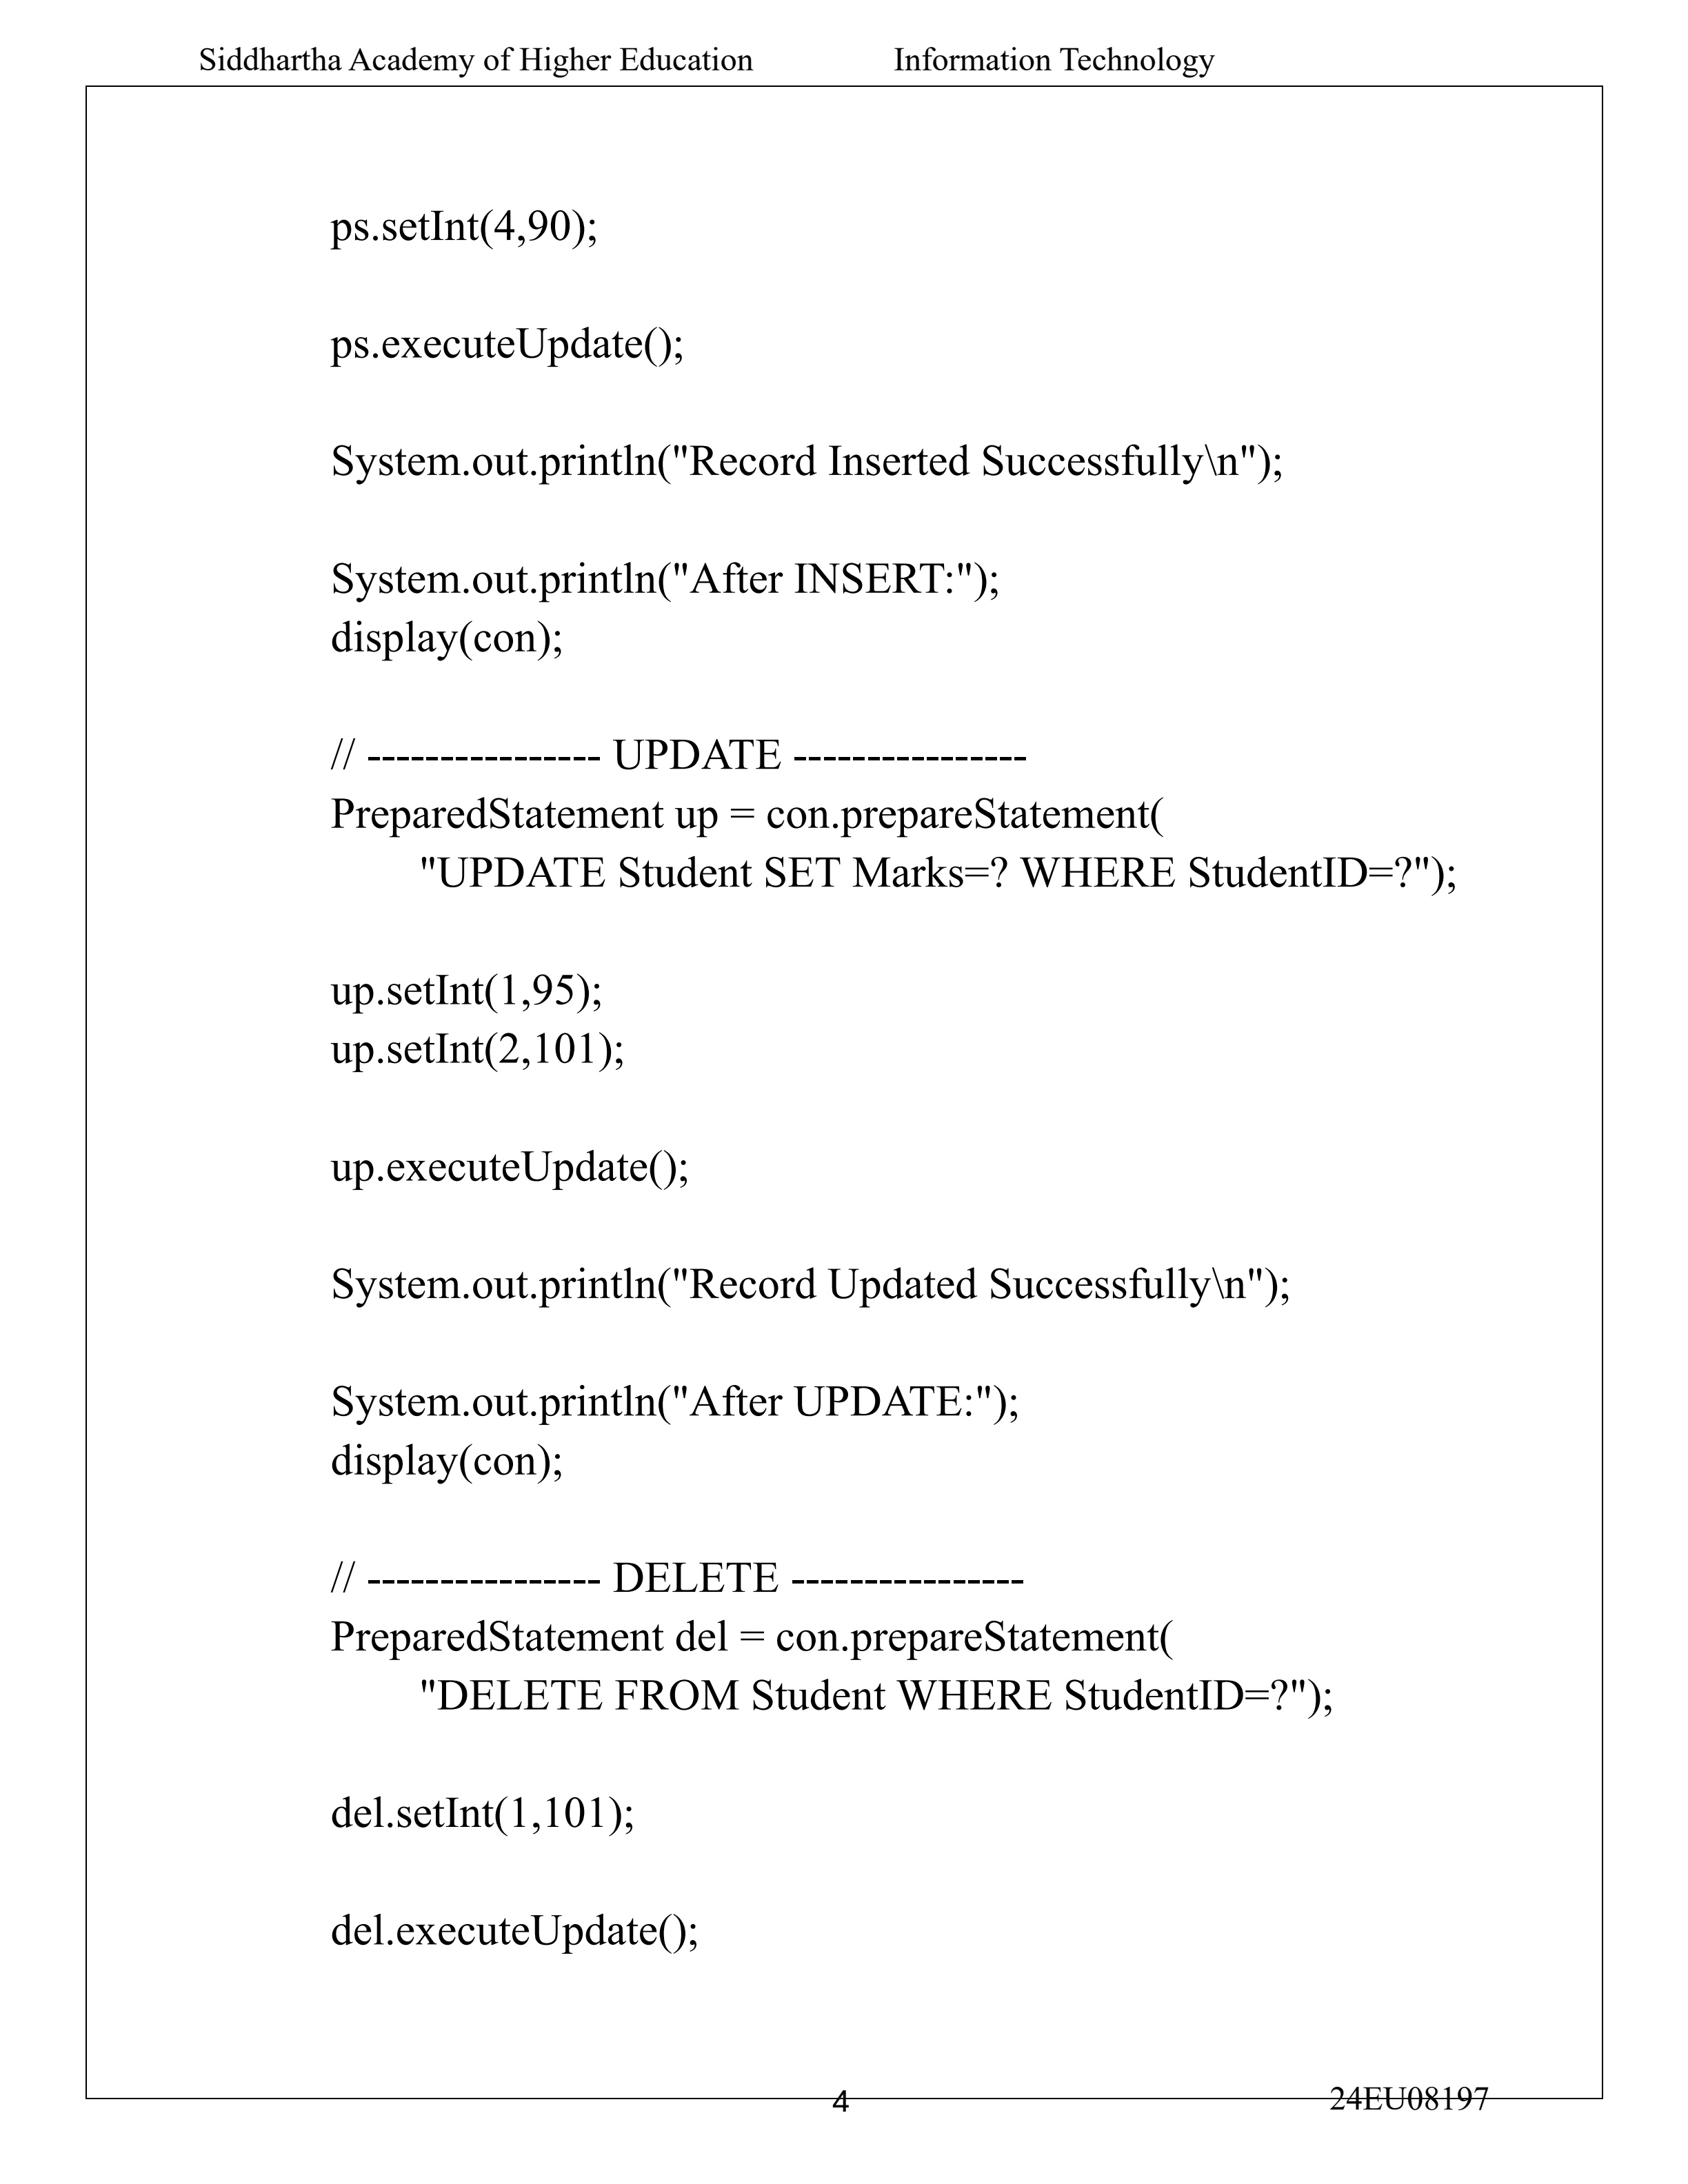 Siddhartha Academy of Higher Education Information Technology
ps.setInt(4,90);
ps.executeUpdate();
System.out.println("Record Inserted Successfully\n");
System.out.println("After INSERT:");
display(con);
// ---------------- UPDATE ----------------
PreparedStatement up = con.prepareStatement(
"UPDATE Student SET Marks=? WHERE StudentID=?");
up.setInt(1,95);
up.setInt(2,101);
up.executeUpdate();
System.out.println("Record Updated Successfully\n");
System.out.println("After UPDATE:");
display(con);
// ---------------- DELETE ----------------
PreparedStatement del = con.prepareStatement(
"DELETE FROM Student WHERE StudentID=?");
del.setInt(1,101);
del.executeUpdate();
4 24EU08197